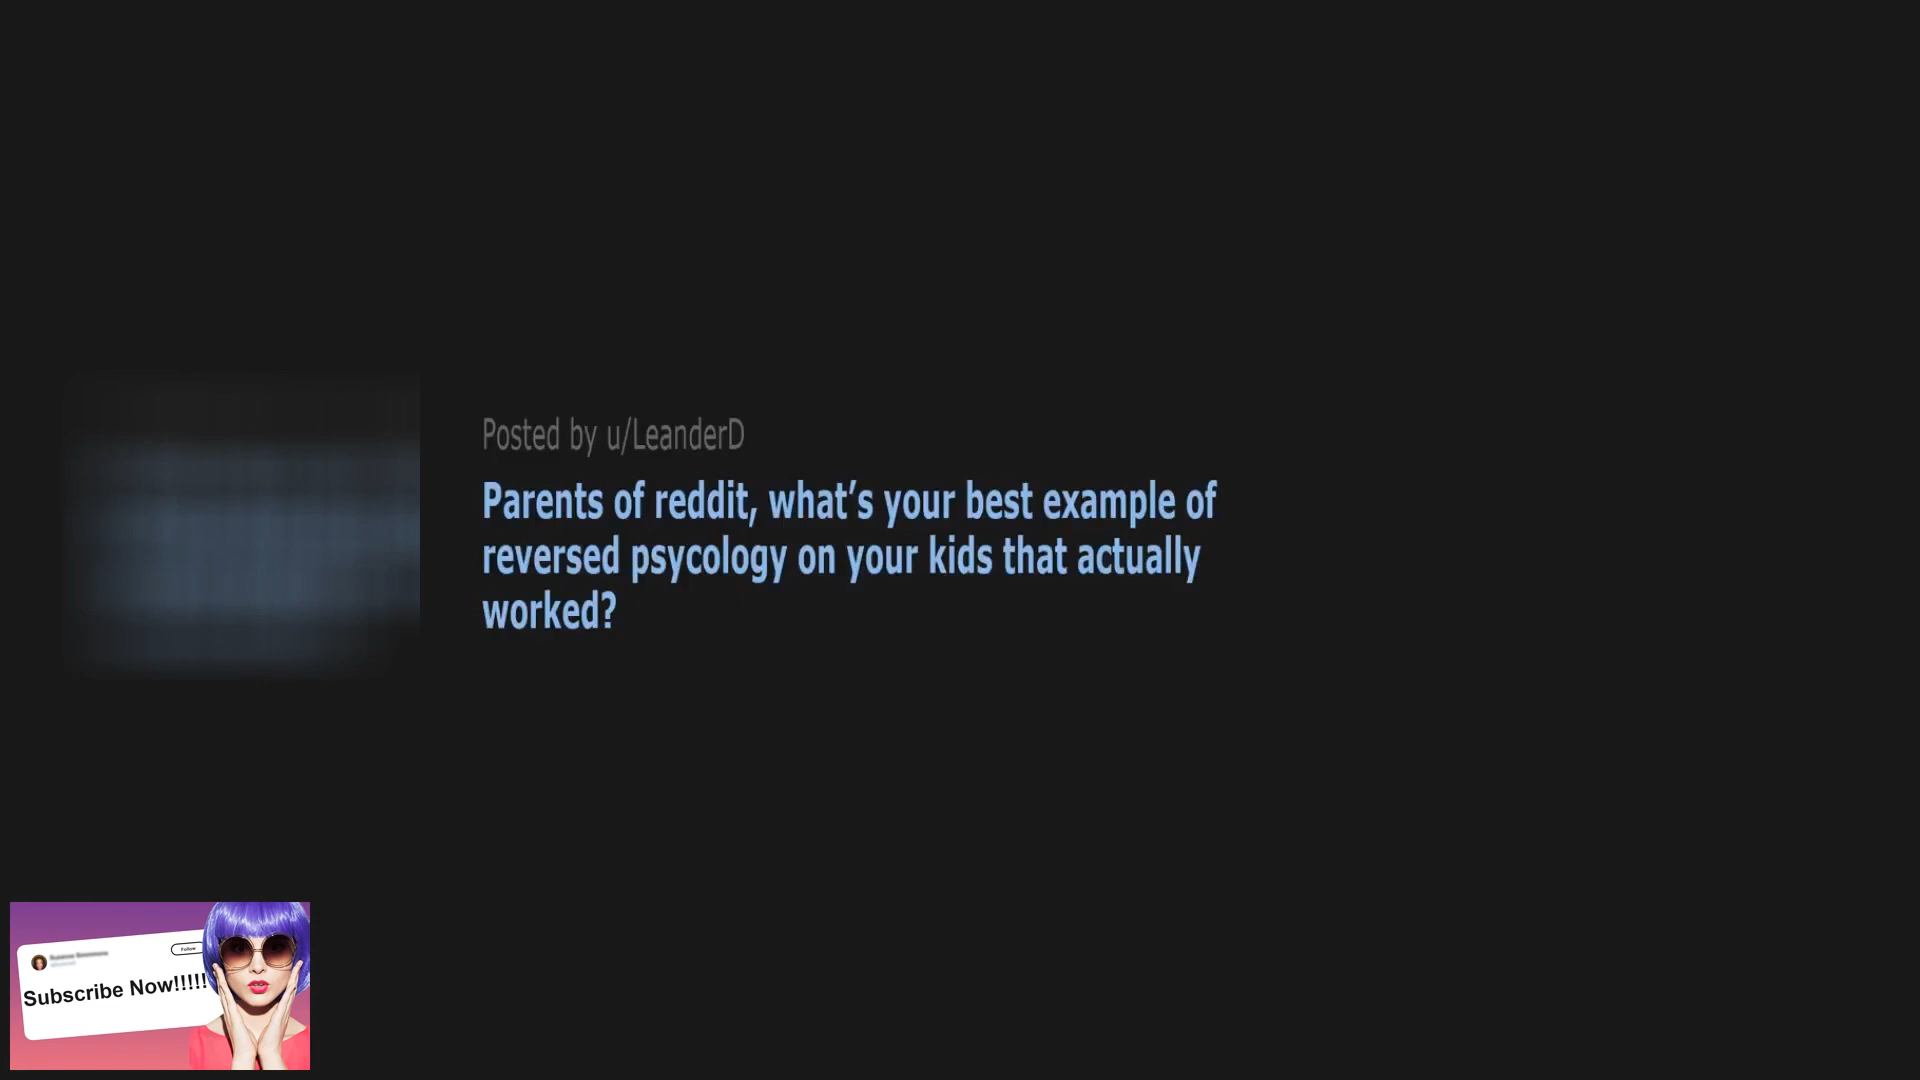 Posted by u/LeanderD
Parents of reddit, what’s your best example of
reversed psycology on your kids that actually
worked?
Follow
Subscribe Now!!!!!